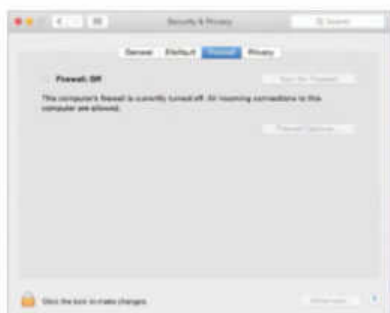 Security & Privacy
Search
General FileVault Firewall Privacy
Firewall: Off
Turn On Firewall
This computer's firewall is currently turned off. All incoming connections to this
computer are allowed.
Firewall Options...
Click the lock to make changes.